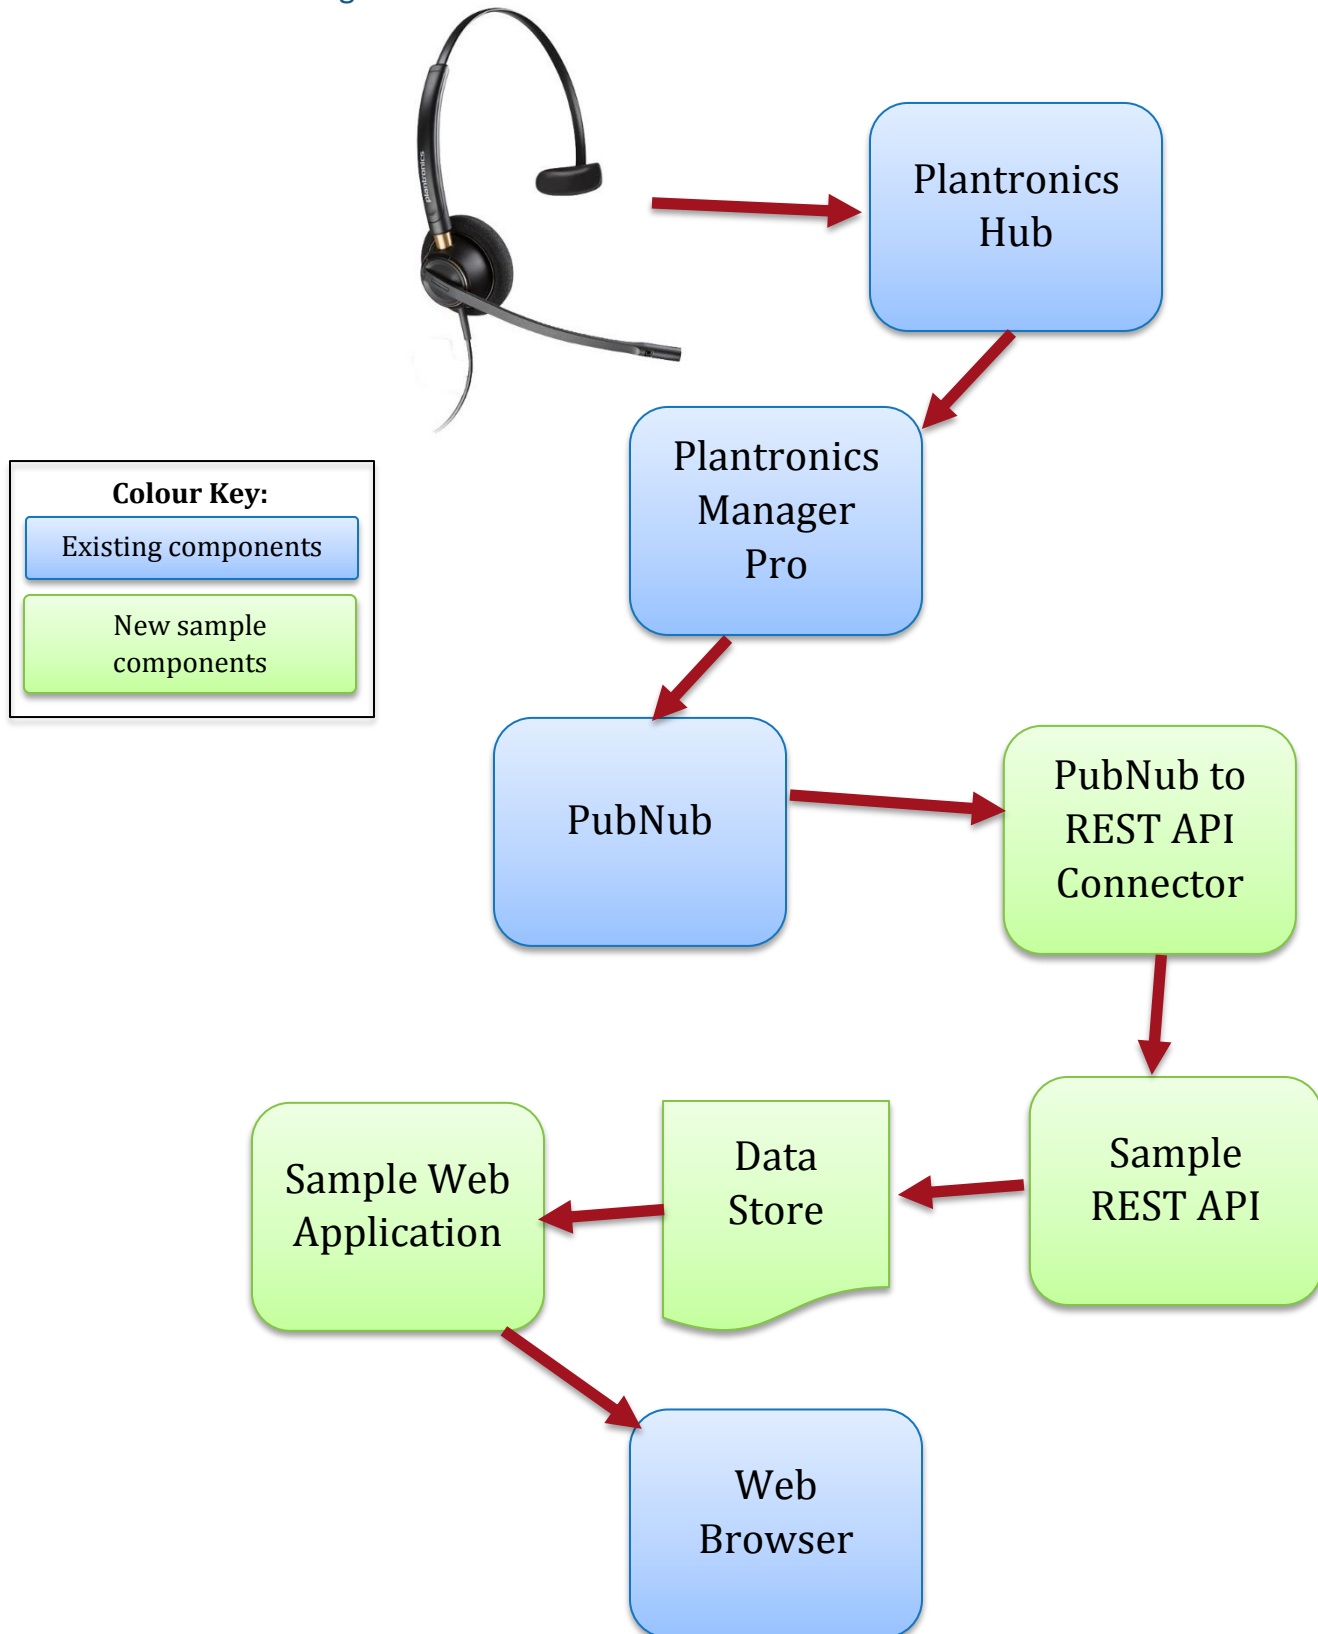 g
plantronics
Plantronics
Hub
Plantronics
Manager
Pro
Colour Key:
Existing components
New sample
components
PubNub
PubNub to
REST API
Connector
Sample Web
Application
Data
Store
Sample
REST API
Web
Browser